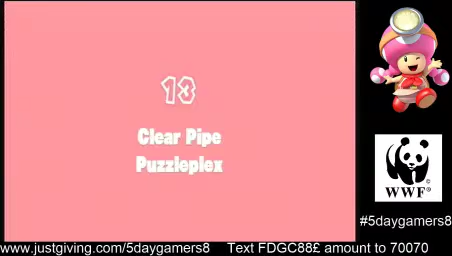 13
Clear Pipe
Puzzleplex
WWF®
#5daygamers8
www.justgiving.com/5daygamers8 Text FDGC88£ amount to 70070